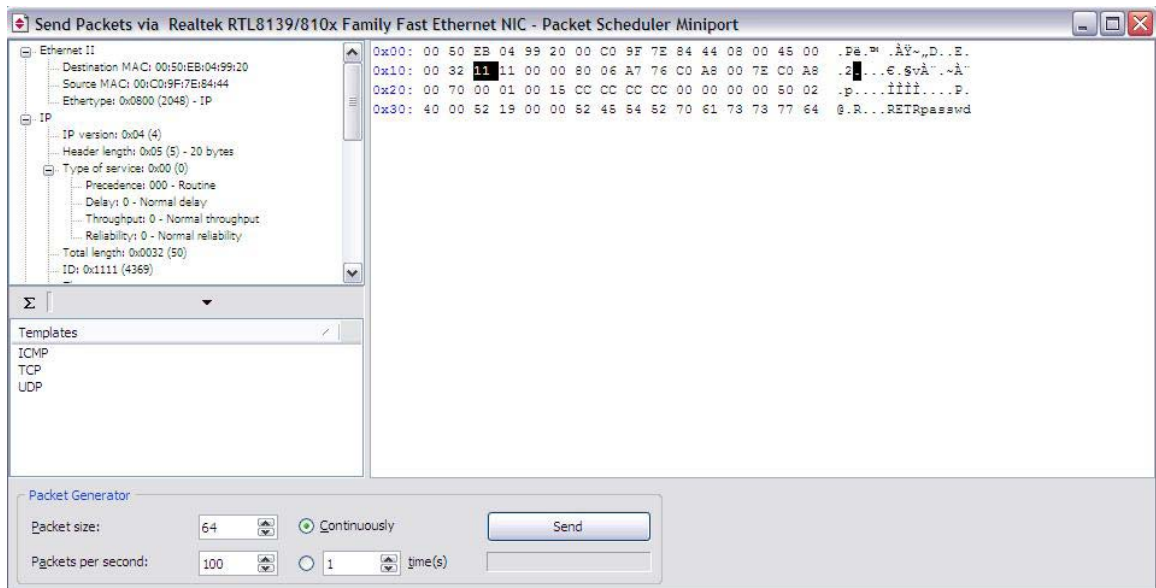 Send Packets via Realtek RTL8139/810x Family Fast Ethernet NIC - Packet Scheduler Miniport
Ethernet II
Destination MAC: 00:50:EB:04:99:20
Source MAC: 00:C0:9F:7E:84:44
Ethertype: 0x0800 (2048) - IP
IP
IP version: 0x04 (4)
Header length: 0x05 (5) - 20 bytes
Type of service: 0x00 (0)
Precedence: 000 - Routine
Delay: 0 - Normal delay
Throughput: 0 - Normal throughput
Reliability: 0 - Normal reliability
Total length: 0x0032 (50)
ID: 0x1111 (4369)
Σ
Templates
ICMP
TCP
UDP
0x00: 00 50 EB 04 99 20 00 C0 9F 7E 84 44 08 00 45 00 .Pë.™ .ÀŸ~„D..E.
0x10: 00 32 11 11 00 00 80 06 A7 76 C0 A8 00 7E C0 A8 .2....€.§vÀ¨.~À¨
0x20: 00 70 00 01 00 15 CC CC CC CC 00 00 00 00 50 02 .p....ÌÌÌÌ....P.
0x30: 40 00 52 19 00 00 52 45 54 52 70 61 73 73 77 64 @.R...RETRpasswd
Packet Generator
Packet size: 64 Continuously Send
Packets per second: 100 1 time(s)